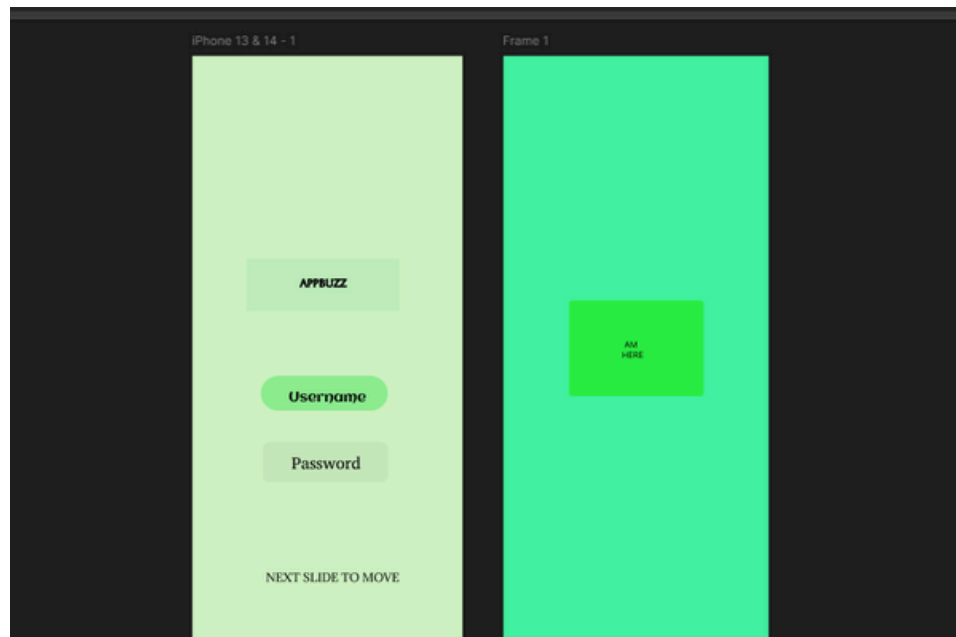 iPhone 13 & 14 - 1
Frame 1
APPBUZZ
Username
Password
NEXT SLIDE TO MOVE
AM
HERE